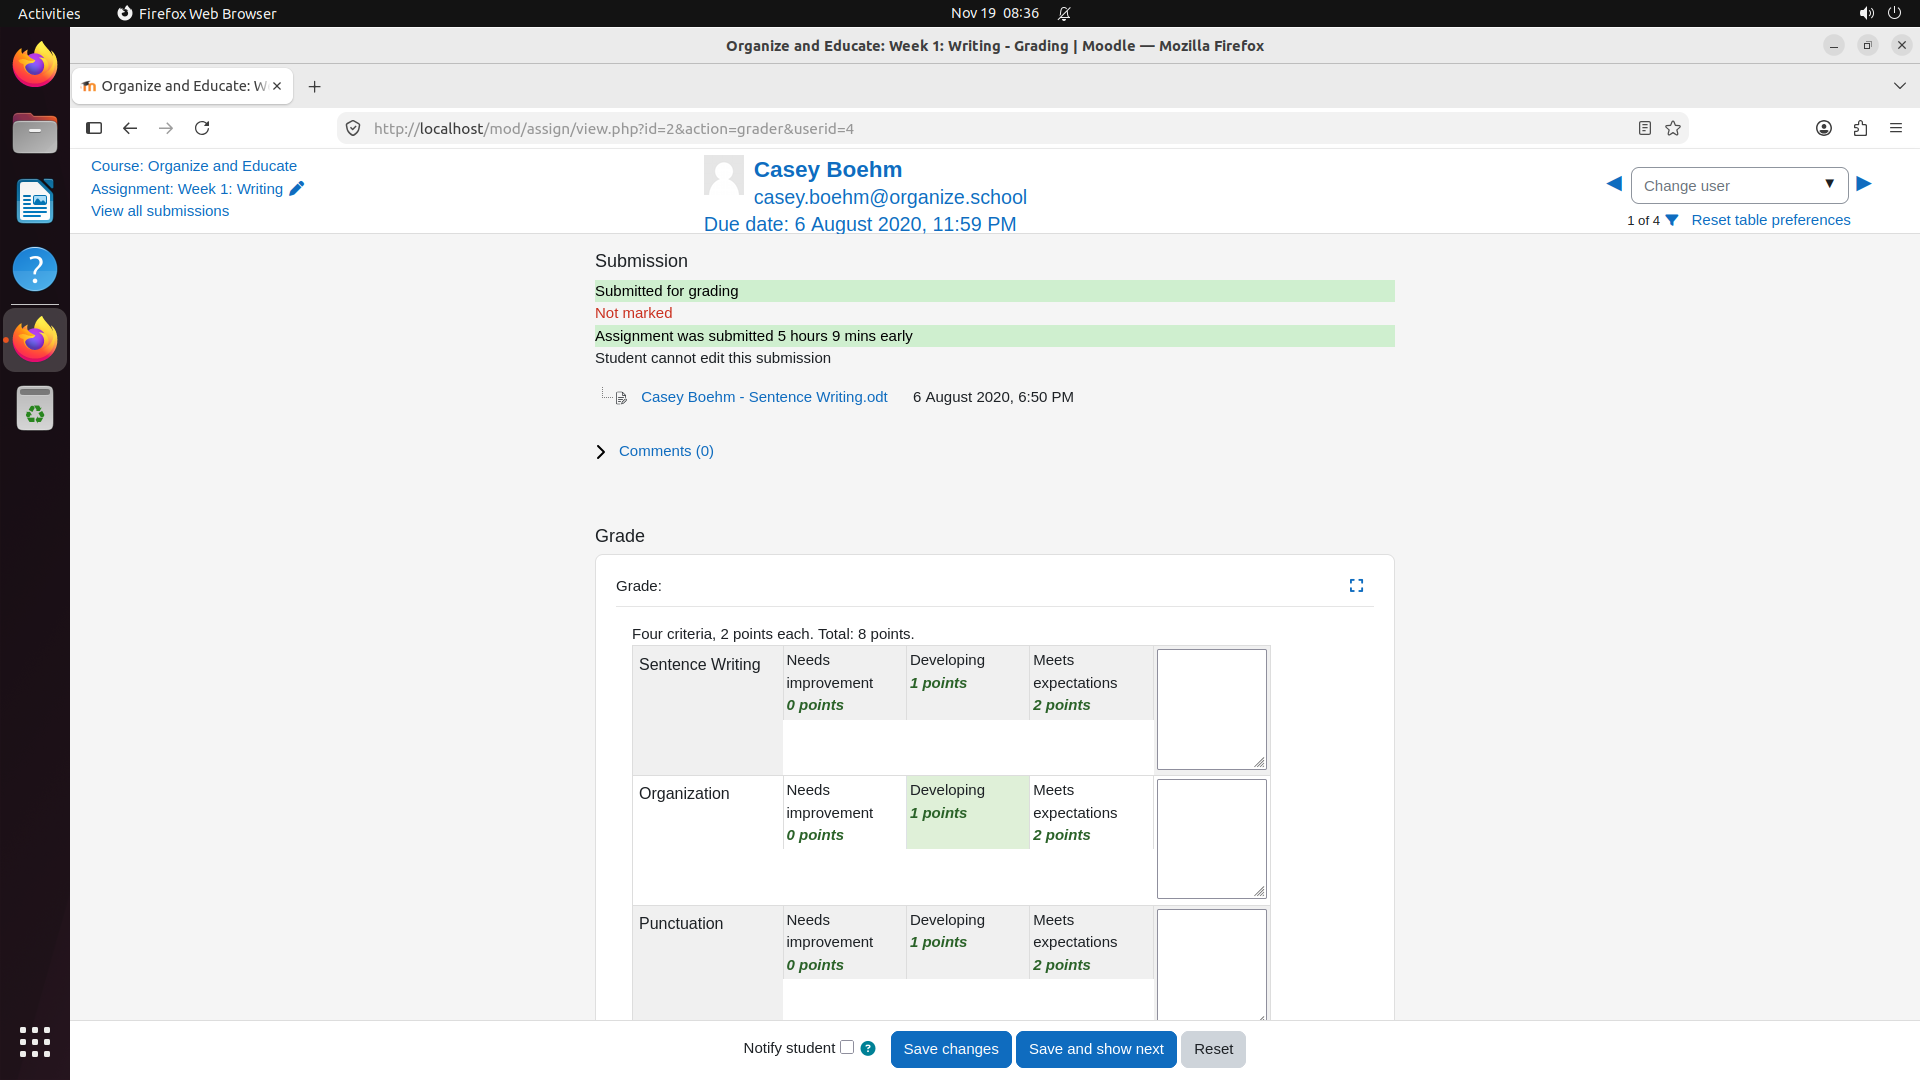 Activities
Firefox Web Browser
Nov 19 08:36
Organize and Educate: Week 1: Writing - Grading | Moodle — Mozilla Firefox
Organize and Educate: W
http://localhost/mod/assign/view.php?id=2&action=grader&userid=4
Course: Organize and Educate
Assignment: Week 1: Writing
View all submissions
Casey Boehm
casey.boehm@organize.school
Due date: 6 August 2020, 11:59 PM
Change user
1 of 4
Reset table preferences
Submission
Submitted for grading
Not marked
Assignment was submitted 5 hours 9 mins early
Student cannot edit this submission
Casey Boehm - Sentence Writing.odt
6 August 2020, 6:50 PM
Comments (0)
Grade
Grade:
Four criteria, 2 points each. Total: 8 points.
Sentence Writing
Needs improvement
0 points
Developing
1 points
Meets expectations
2 points
Organization
Needs improvement
0 points
Developing
1 points
Meets expectations
2 points
Punctuation
Needs improvement
0 points
Developing
1 points
Meets expectations
2 points
Notify student
?
Save changes
Save and show next
Reset